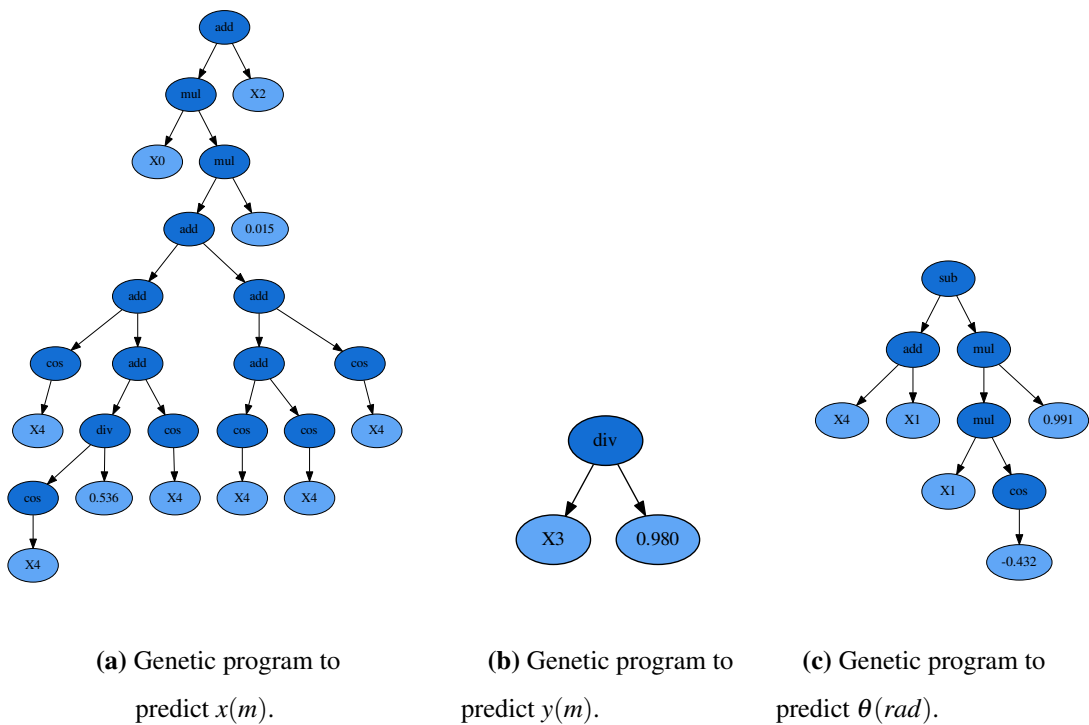 add
mul
X2
X0
mul
add
0.015
add
add
cos
add
add
cos
X4
div
cos
cos
cos
X4
cos
0.536
X4
X4
X4
X4
div
X3
0.980
sub
add
mul
X4
X1
mul
0.991
X1
cos
-0.432
(a) Genetic program to
predict x(m).
(b) Genetic program to
predict y(m).
(c) Genetic program to
predict θ(rad).